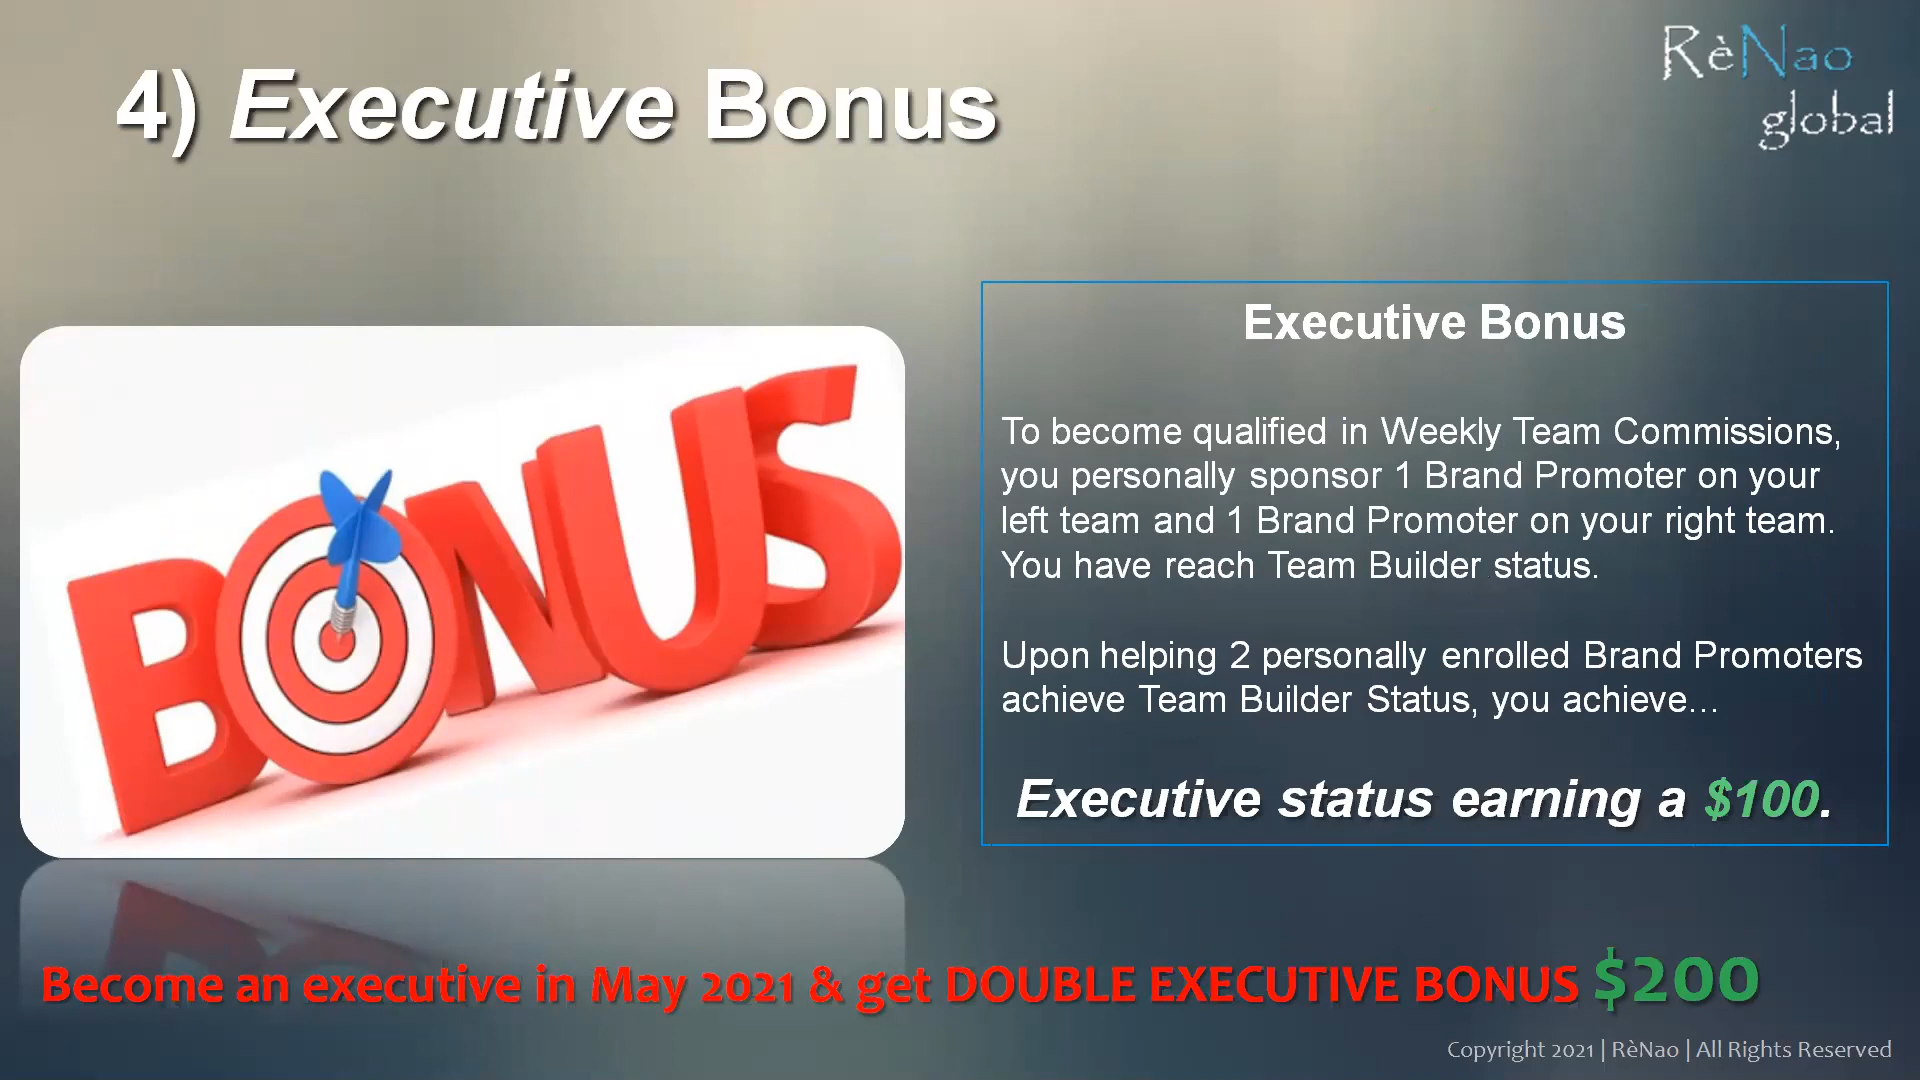 4) Executive Bonus
RèNao
global
BONUS
Executive Bonus
To become qualified in Weekly Team Commissions,
you personally sponsor 1 Brand Promoter on your
left team and 1 Brand Promoter on your right team.
You have reach Team Builder status.
Upon helping 2 personally enrolled Brand Promoters
achieve Team Builder Status, you achieve...
Executive status earning a $100.
Become an executive in May 2021 & get DOUBLE EXECUTIVE BONUS $200
Copyright 2021 | RèNao | All Rights Reserved